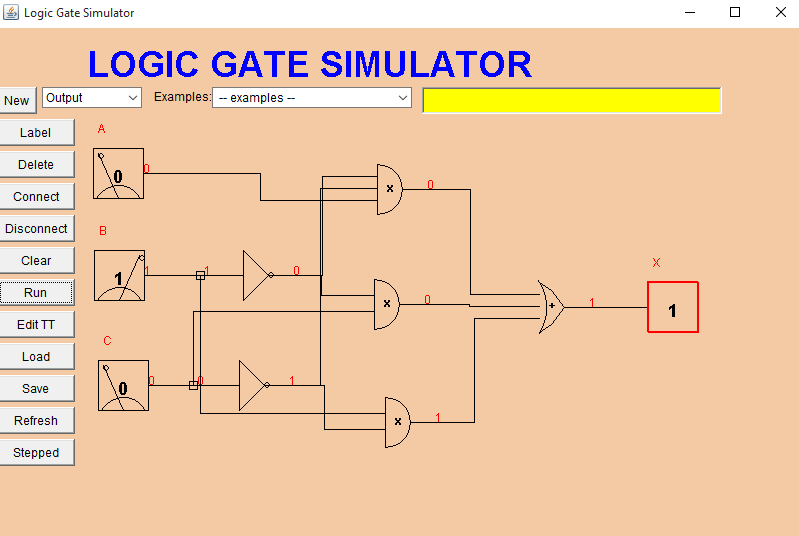 Logic Gate Simulator
LOGIC GATE SIMULATOR
New Output Examples: -- examples --
Label
Delete
Connect
Disconnect
Clear
Run
Edit TT
Load
Save
Refresh
Stepped
A
0 0
x 0
B
1 1 1 0
x 0
C
0 0 0 1
x 1
+ 1
X
1